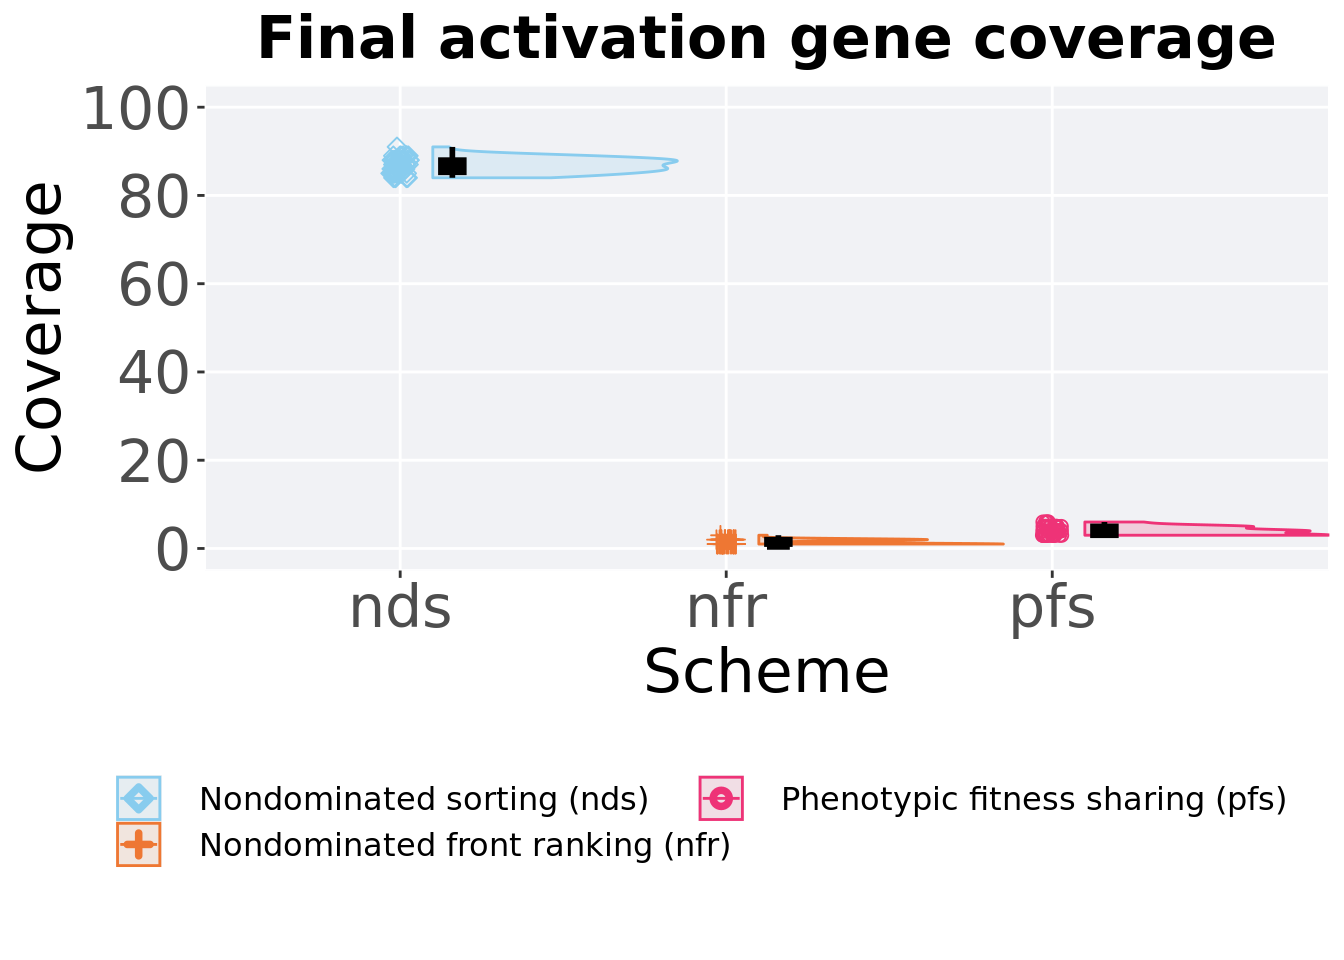 Final activation gene coverage
100
80
60
40
20
0
Coverage
nds nfr pfs
Scheme
Nondominated sorting (nds) Phenotypic fitness sharing (pfs)
Nondominated front ranking (nfr)